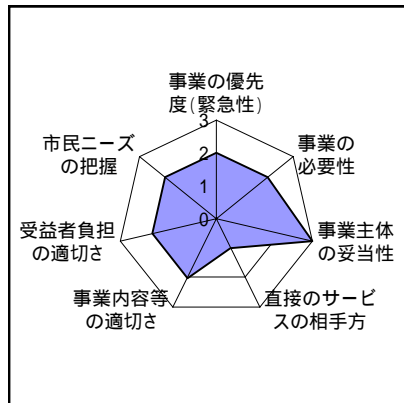 事業の優先
度(緊急性)
3
市民ニーズ
の把握
事業の
必要性
2
1
0
受益者負担
の適切さ
事業主体
の妥当性
事業内容等
の適切さ
直接のサービ
スの相手方